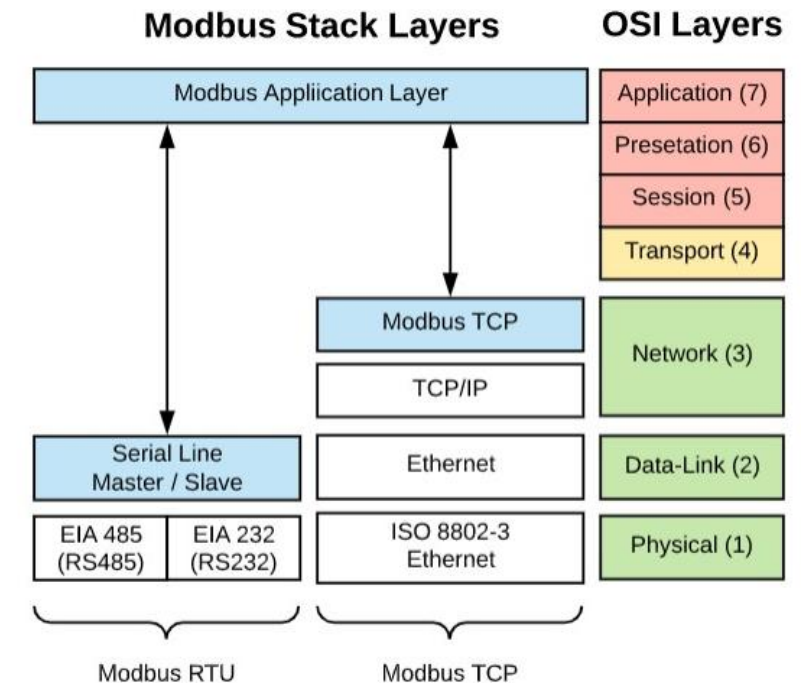 Modbus Stack Layers
OSI Layers
Modbus Appliication Layer
Application (7)
Presetation (6)
Session (5)
Transport (4)
Modbus TCP
Network (3)
TCP/IP
Serial Line
Master / Slave
Ethernet
Data-Link (2)
EIA 485
(RS485)
EIA 232
(RS232)
ISO 8802-3
Ethernet
Physical (1)
Modbus RTU
Modbus TCP